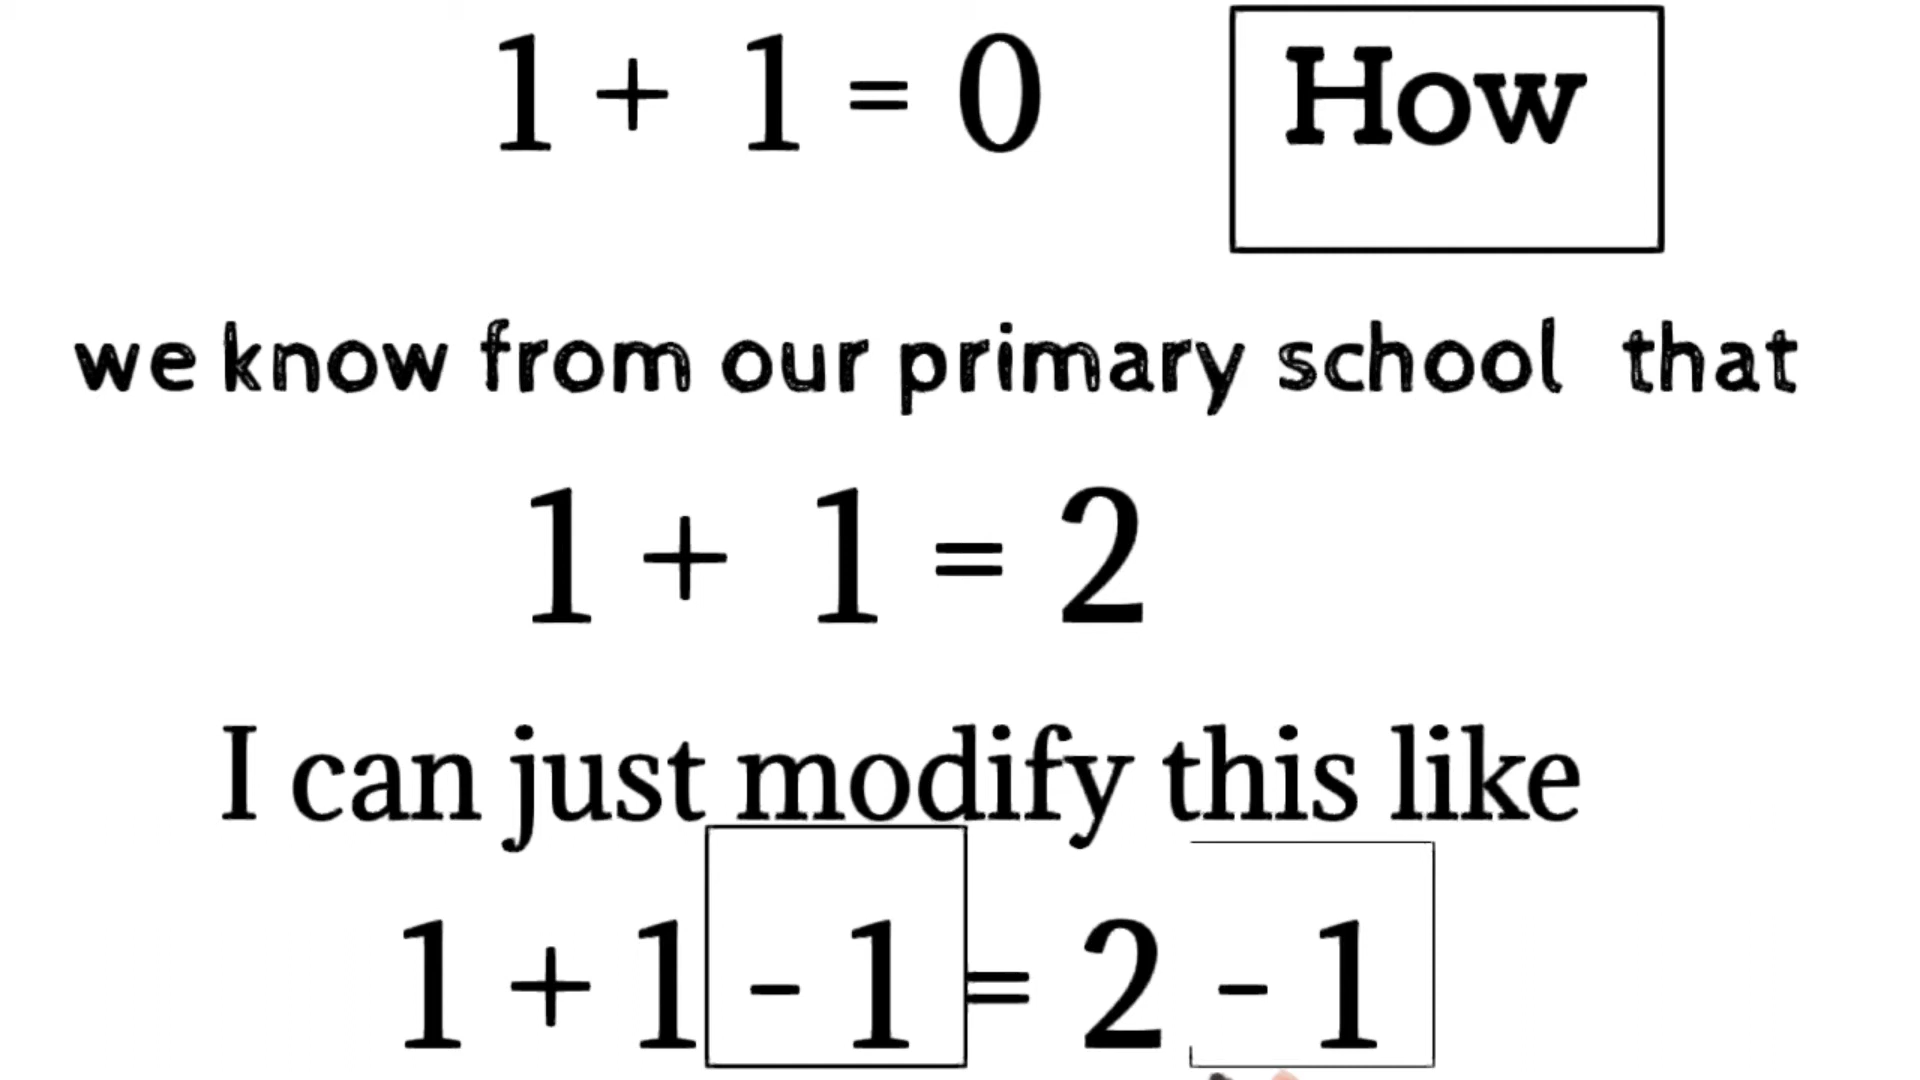 1 + 1 = 0 How
we know from our primary school that
1 + 1 = 2
I can just modify this like
1 + 1 - 1 = 2 - 1